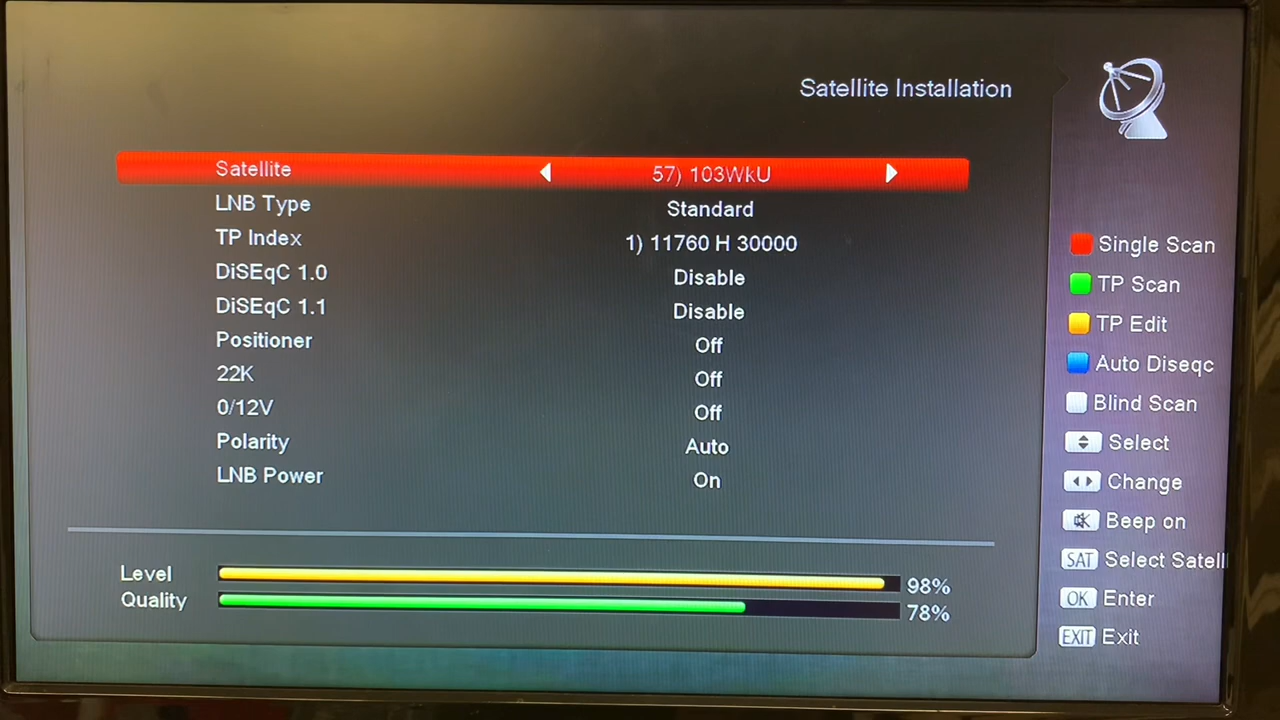 Satellite Installation
Satellite 57) 103WkU
LNB Type Standard
TP Index 1) 11760 H 30000
DiSEqC 1.0 Disable
DiSEqC 1.1 Disable
Positioner Off
22K Off
0/12V Off
Polarity Auto
LNB Power On
Level 98%
Quality 78%
Single Scan
TP Scan
TP Edit
Auto Diseqc
Blind Scan
Select
Change
Beep on
SAT Select Satell
OK Enter
EXIT Exit